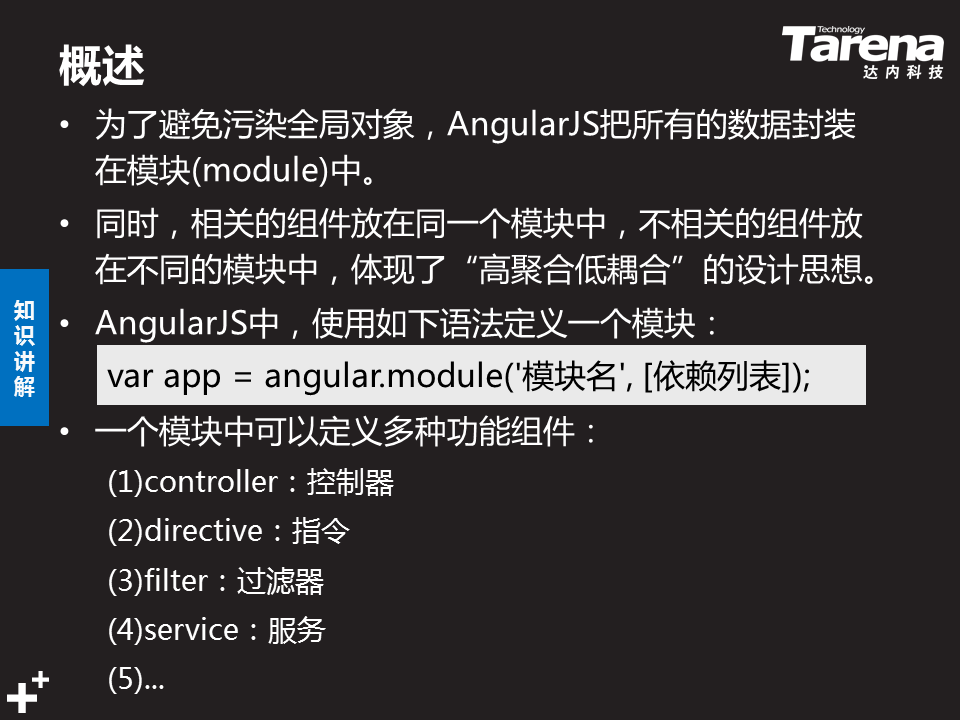 概述
Technology
Tarena
达内科技
• 为了避免污染全局对象，AngularJS把所有的数据封装
在模块(module)中。
• 同时，相关的组件放在同一个模块中，不相关的组件放
在不同的模块中，体现了“高聚合低耦合”的设计思想。
• AngularJS中，使用如下语法定义一个模块：
var app = angular.module('模块名', [依赖列表]);
• 一个模块中可以定义多种功能组件：
(1)controller：控制器
(2)directive：指令
(3)filter：过滤器
(4)service：服务
(5)...
知识讲解